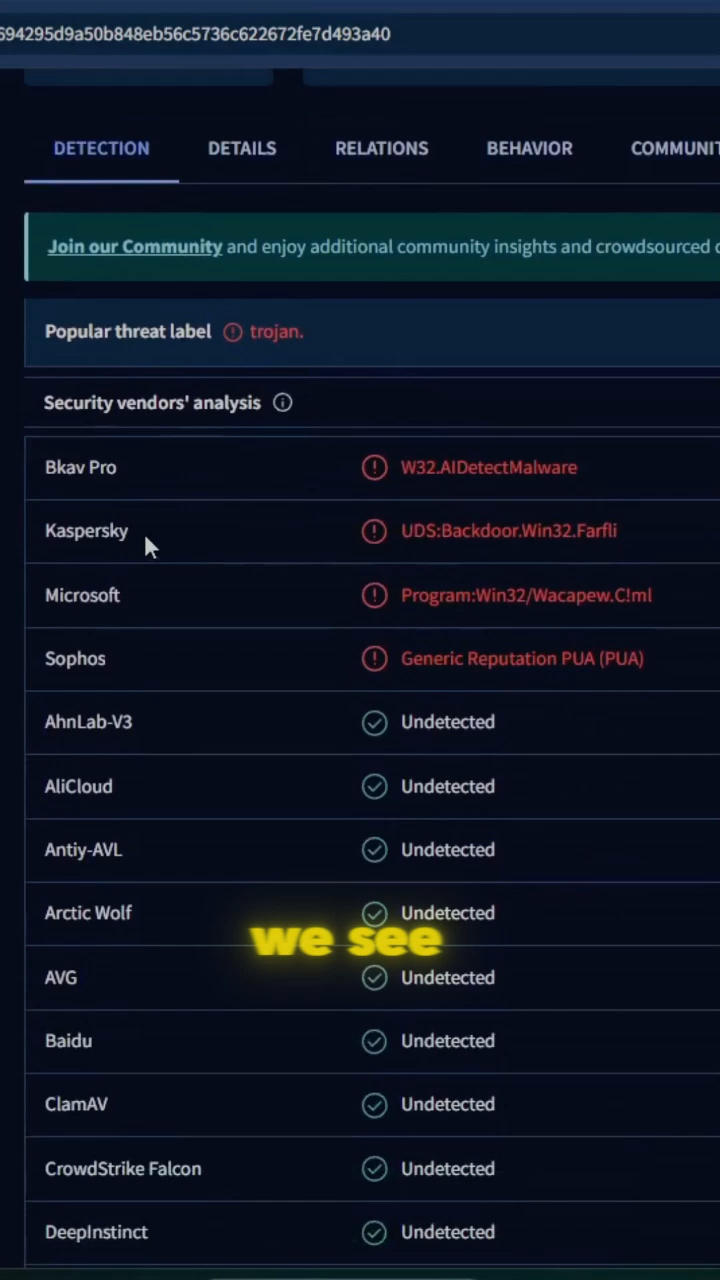 694295d9a50b848eb56c5736c622672fe7d493a40
DETECTION DETAILS RELATIONS BEHAVIOR COMMUNIT
Join our Community and enjoy additional community insights and crowdsourced
Popular threat label trojan.
Security vendors' analysis
Bkav Pro W32.AIDetectMalware
Kaspersky UDS:Backdoor.Win32.Farfli
Microsoft Program:Win32/Wacapew.C!ml
Sophos Generic Reputation PUA (PUA)
AhnLab-V3 Undetected
AliCloud Undetected
Antiy-AVL Undetected
Arctic Wolf Undetected
we see
AVG Undetected
Baidu Undetected
ClamAV Undetected
CrowdStrike Falcon Undetected
DeepInstinct Undetected